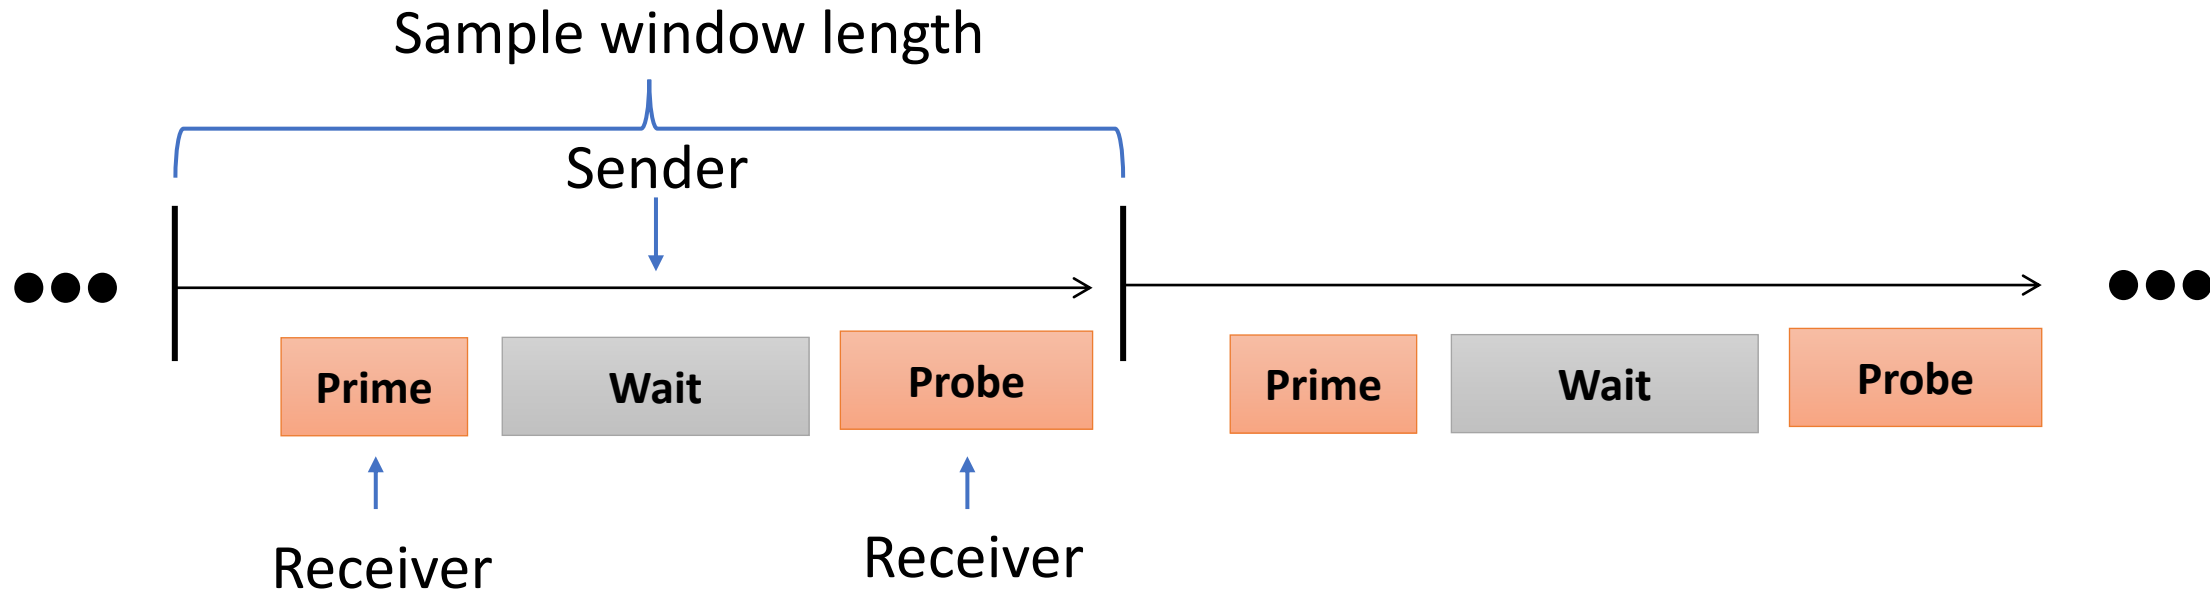 Sample window length
Sender
Prime
Wait
Probe
Prime
Wait
Probe
Receiver
Receiver